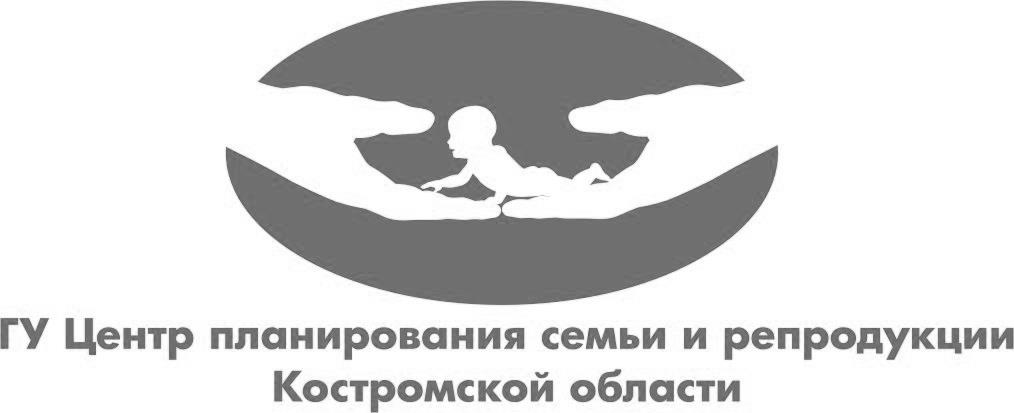 ГУ Центр планирования семьи и репродукции
Костромской области